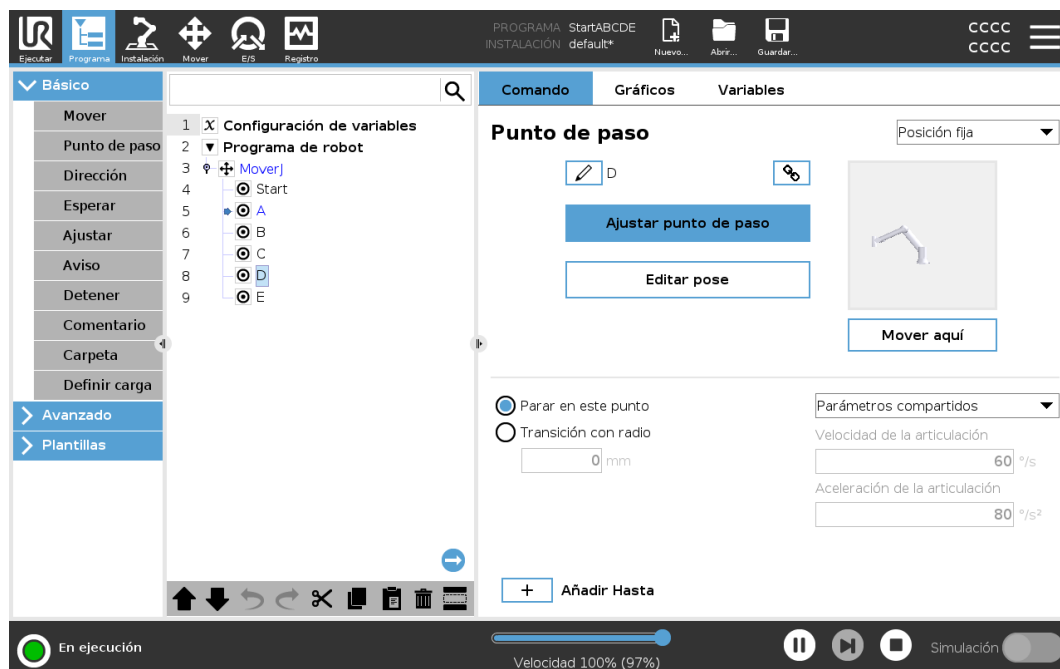 PROGRAMA StartABCDE
INSTALACIÓN default*
CCCC
CCCC
Ejecutar
Programa
Instalación
Mover
E/S
Registro
Nuevo...
Abrir...
Guardar...
Básico
Mover
Punto de paso
Dirección
Esperar
Ajustar
Aviso
Detener
Comentario
Carpeta
Definir carga
Avanzado
Plantillas
1 X Configuración de variables
2 Programa de robot
3 MoverJ
4 Start
5 A
6 B
7 C
8 D
9 E
Comando Gráficos Variables
Punto de paso
Posición fija
D
Ajustar punto de paso
Editar pose
Mover aquí
Parar en este punto
Transición con radio
0 mm
Parámetros compartidos
Velocidad de la articulación
60 °/s
Aceleración de la articulación
80 °/s²
+ Añadir Hasta
En ejecución
Velocidad 100% (97%)
Simulación